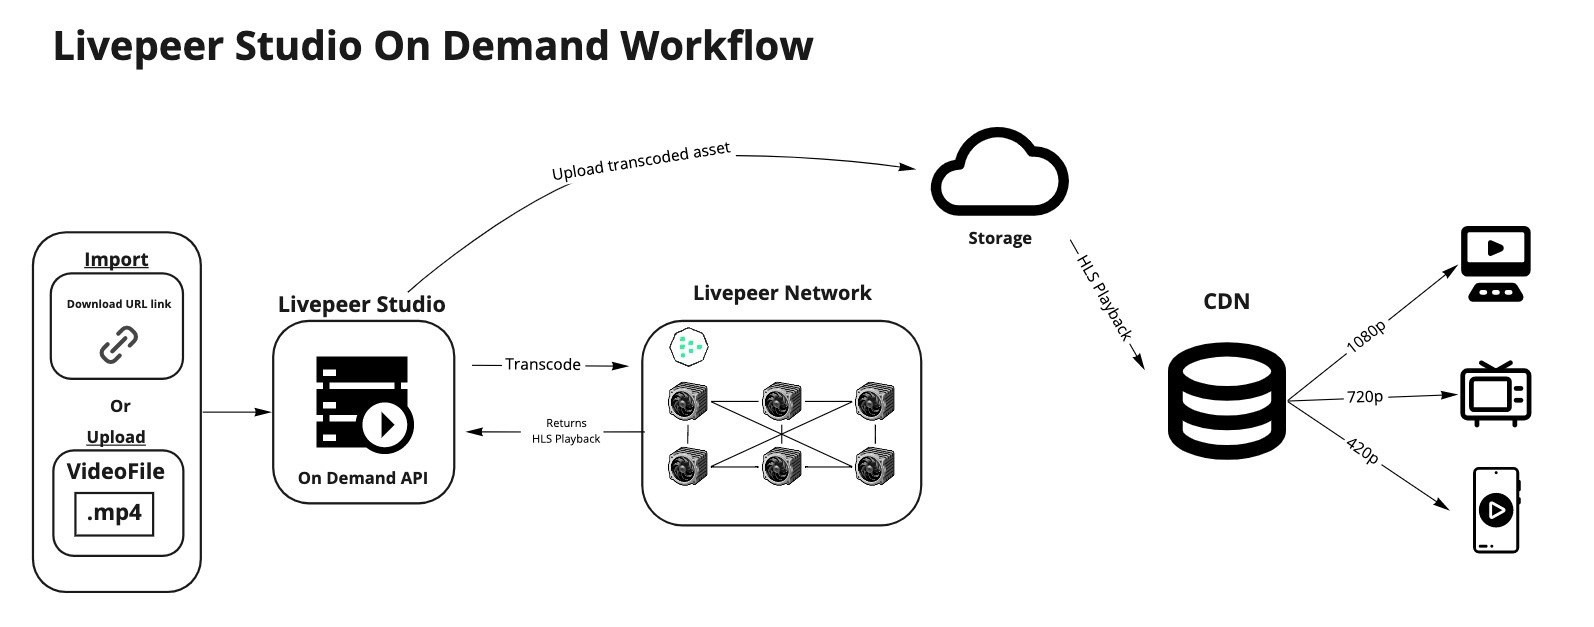 Livepeer Studio On Demand Workflow
Import
Download URL link
Or
Upload
VideoFile
.mp4
Livepeer Studio
On Demand API
Upload transcoded asset
Transcode
Returns
HLS Playback
Livepeer Network
Storage
HLS Playback
CDN
1080p
720p
420p